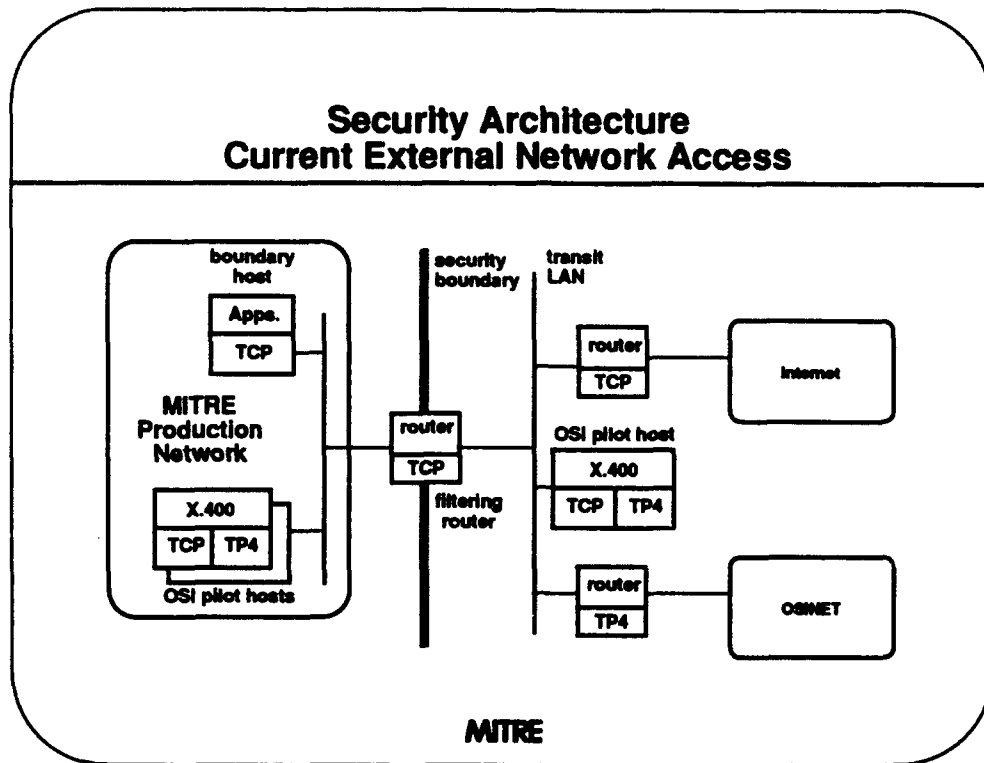 Security Architecture
Current External Network Access
boundary
host
Apps.
TCP
MITRE
Production
Network
X.400
TCP TP4
OSI pilot hosts
security
boundary
router
TCP
filtering
router
transit
LAN
router
TCP
Internet
OSI pilot host
X.400
TCP TP4
router
TP4
OSINET
MITRE